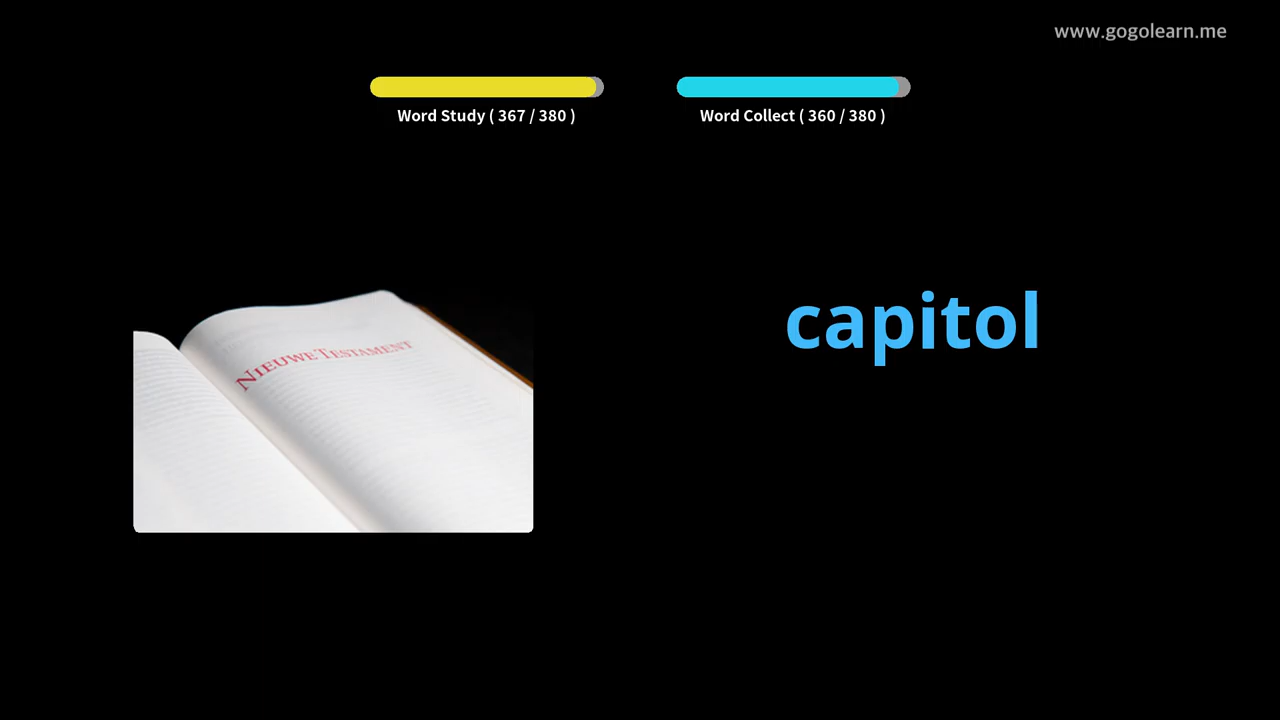 www.gogolearn.me
Word Study ( 367 / 380 )
Word Collect ( 360 / 380 )
capitol
NIEUWE TESTAMENT